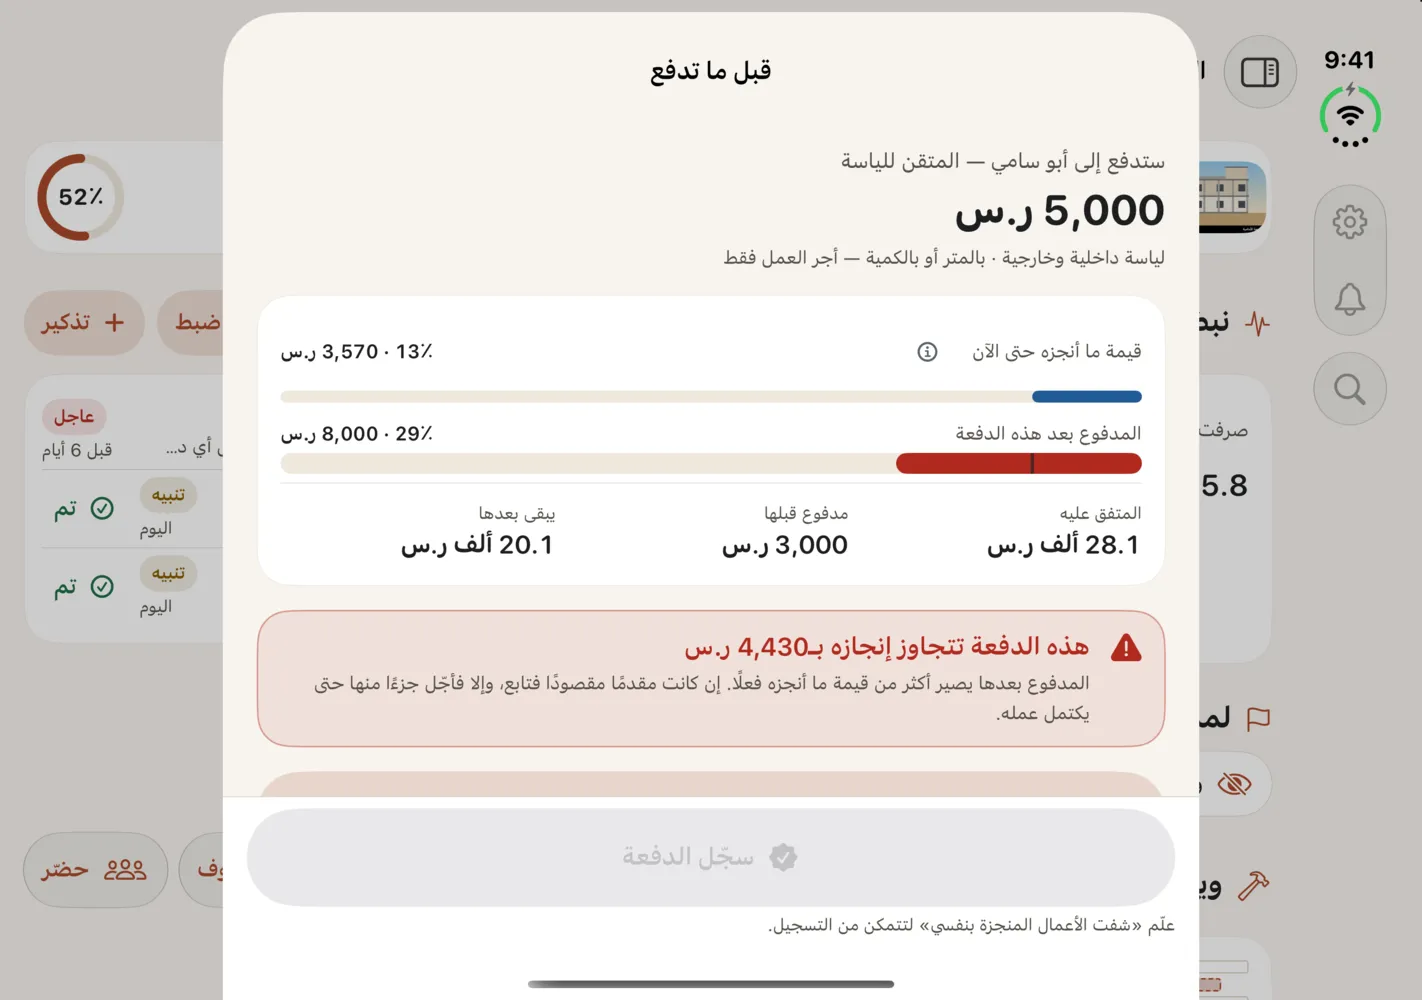 9:41
قبل ما تدفع
ستدفع إلى أبو سامي — المتقن للياسة
5,000 ر.س
لياسة داخلية وخارجية · بالمتر أو بالكمية — أجر العمل فقط
قيمة ما أنجزه حتى الآن
13٪ · 3,570 ر.س
المدفوع بعد هذه الدفعة
29٪ · 8,000 ر.س
المتفق عليه
28.1 ألف ر.س
مدفوع قبلها
3,000 ر.س
يبقى بعدها
20.1 ألف ر.س
هذه الدفعة تتجاوز إنجازه بـ4,430 ر.س
المدفوع بعدها يصير أكثر من قيمة ما أنجزه فعلًا. إن كانت مقدمًا مقصودًا فتابع، وإلا فأجّل جزءًا منها حتى
يكتمل عمله.
سجّل الدفعة
علّم «شفت الأعمال المنجزة بنفسي» لتتمكن من التسجيل.
صرفت
5.8
52٪
ضبط
تذكير
عاجل
أي د...
قبل 6 أيام
تنبيه
اليوم
تم
تنبيه
اليوم
تم
حضّر